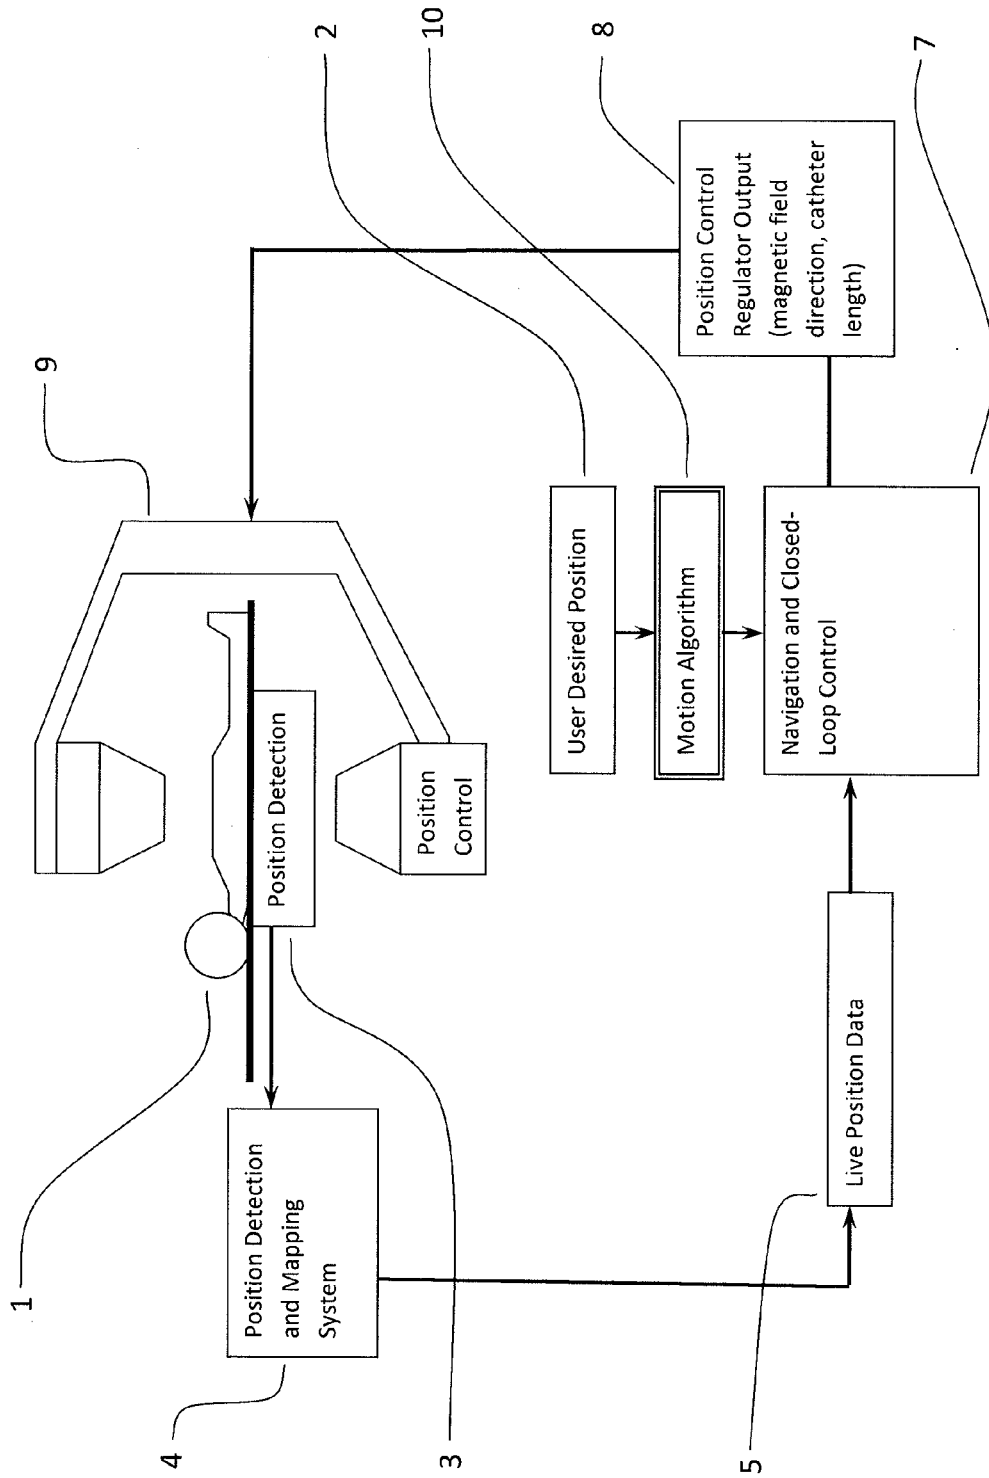 1
9
2
10
8
7
4
3
5
Position Detection
and Mapping
System
Position Detection
Position
Control
User Desired Position
Motion Algorithm
Navigation and Closed-
Loop Control
Position Control
Regulator Output
(magnetic field
direction, catheter
length)
Live Position Data